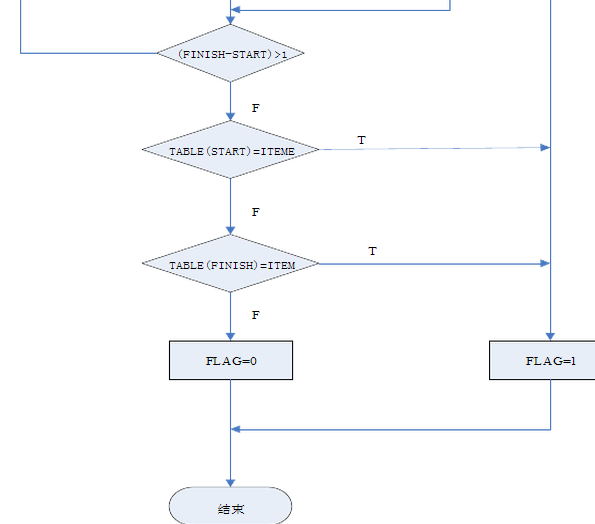 (FINISH-START)>1
F
T
TABLE(START)=ITEME
F
T
TABLE(FINISH)=ITEM
F
FLAG=0
FLAG=1
结束